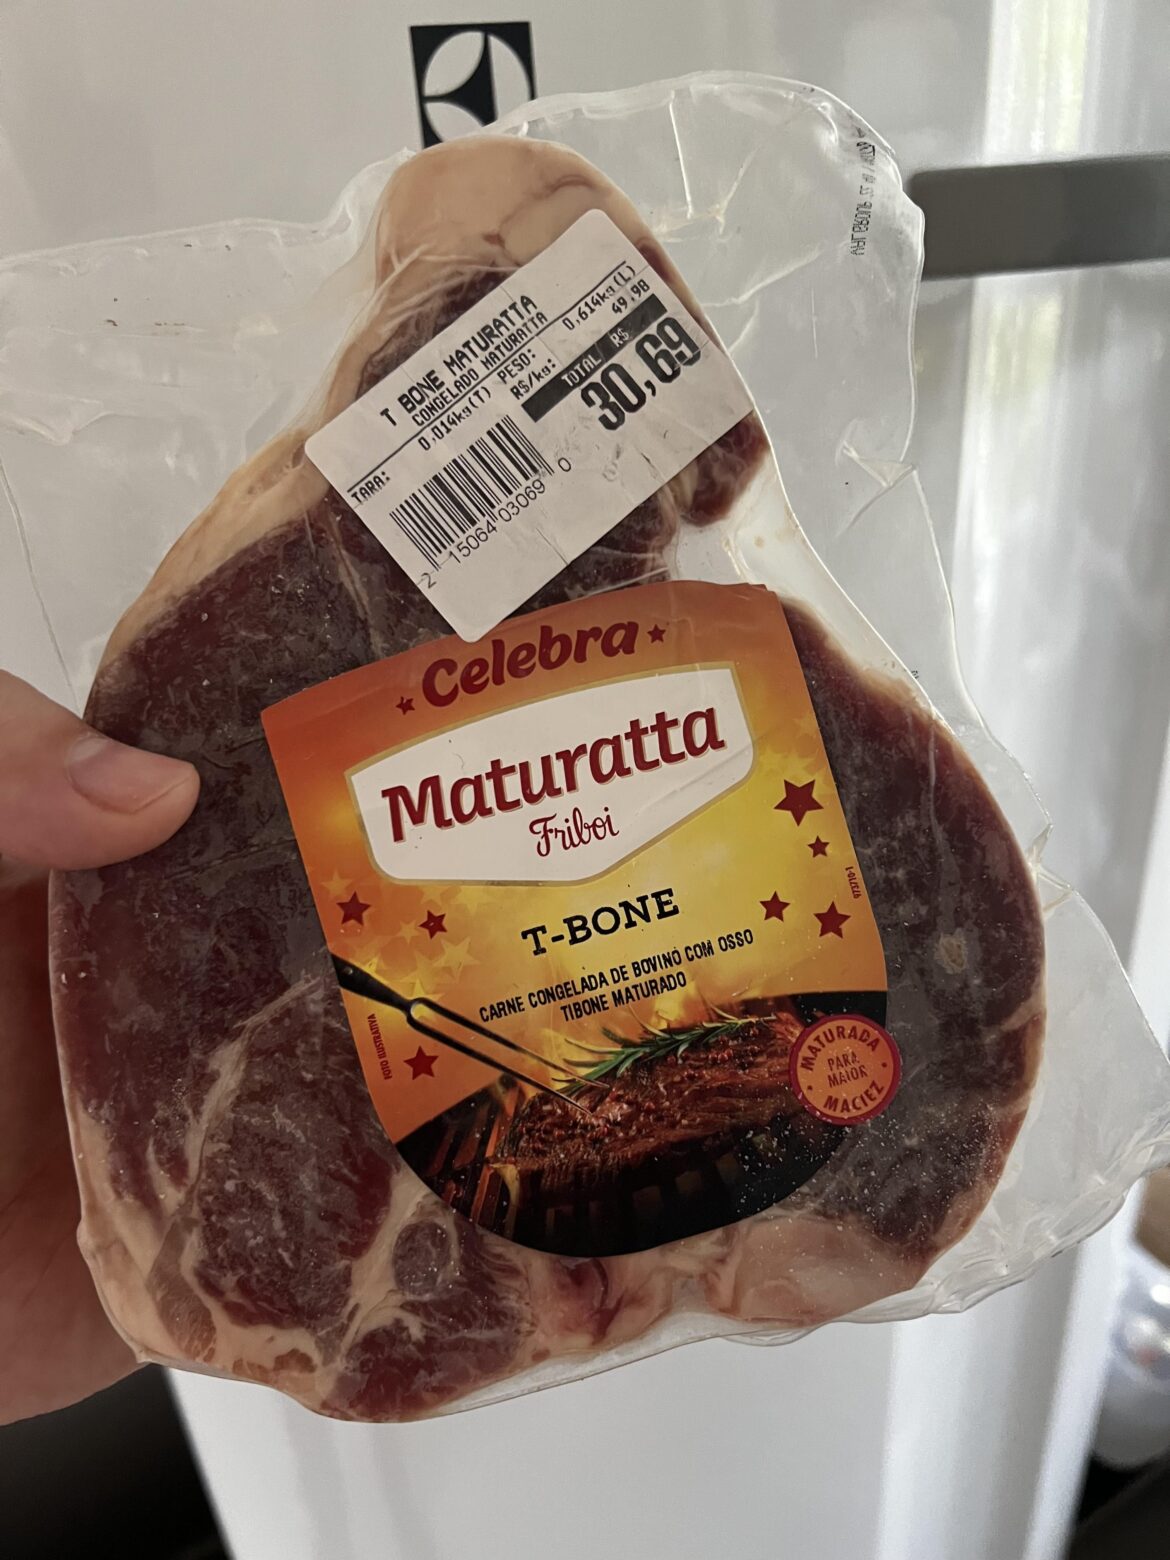 T BONE MATURATTA
CONGELADO MATURATTA
TARA: 0,014kg(T) PESO: 0,614kg(L)
R$/kg: 49,98
TOTAL R$
30,69
2 15064 03069 0
Celebra
Maturatta
Friboi
T-BONE
CARNE CONGELADA DE BOVINO COM OSSO
TIBONE MATURADO
FOTO ILUSTRATIVA
MATURADA
PARA
MAIOR
MACIEZ